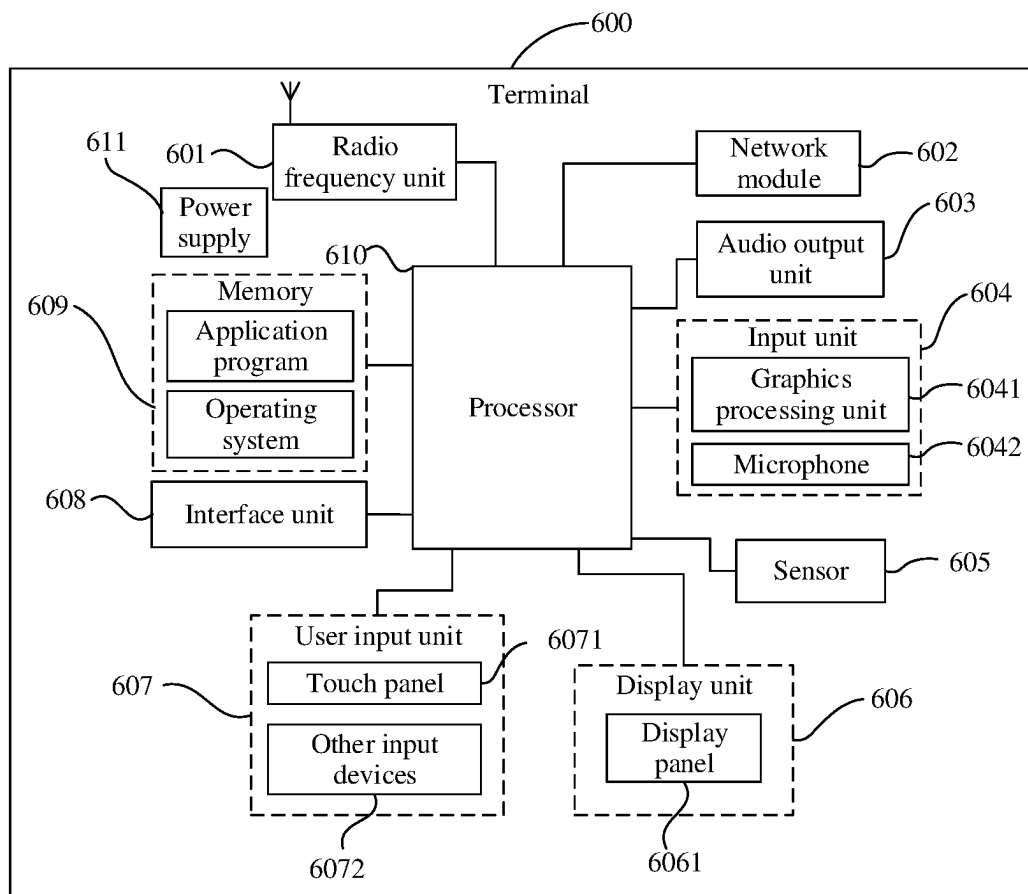 600
Terminal
611
601
Radio
frequency unit
Network
module
602
Power
supply
603
Audio output
unit
610
Memory
609
Application
program
Operating
system
Processor
604
Input unit
Graphics
processing unit
6041
Microphone
6042
608
Interface unit
Sensor
605
User input unit
6071
607
Touch panel
Other input
devices
6072
Display unit
606
Display
panel
6061